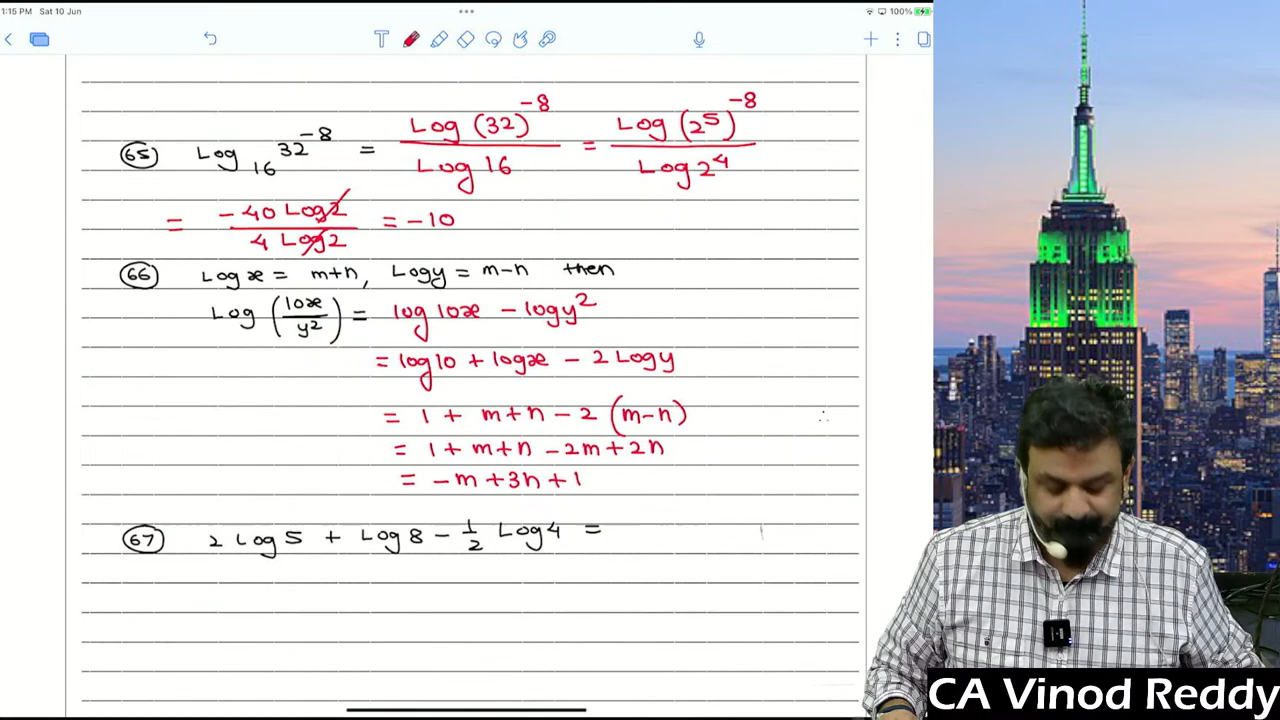 1:15 PM Sat 10 Jun 100%
T
65) Log₁₆ 32⁻⁸ = Log (32)⁻⁸ / Log 16 = Log (2⁵)⁻⁸ / Log 2⁴
= -40 Log2 / 4 Log2 = -10
66) Logx = m+n, Logy = m-n then
Log (10x / y²) = log 10x - logy²
= log10 + logx - 2 Logy
= 1 + m+n - 2 (m-n)
= 1 + m+n - 2m + 2n
= -m + 3n + 1
67) 2 Log 5 + Log 8 - 1/2 Log 4 =
CA Vinod Reddy